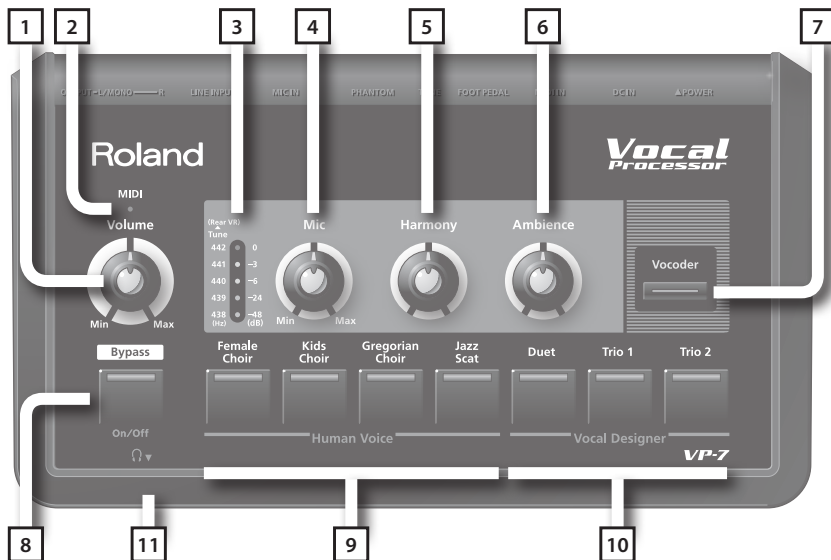 1
2
3
4
5
6
7
L/MONO R LINE INPUT MIC IN PHANTOM FOOT PEDAL DC IN ▲POWER
Roland
Vocal
Processor
MIDI
Volume
Min Max
(Rear VR)
▲
Tune
442 0
441 –3
440 –6
439 –24
438 –48
(Hz) (dB)
Mic
Min Max
Harmony
Ambience
Vocoder
Bypass
On/Off
Female
Choir
Kids
Choir
Gregorian
Choir
Jazz
Scat
Duet
Trio 1
Trio 2
Human Voice
Vocal Designer
VP-7
8
11
9
10